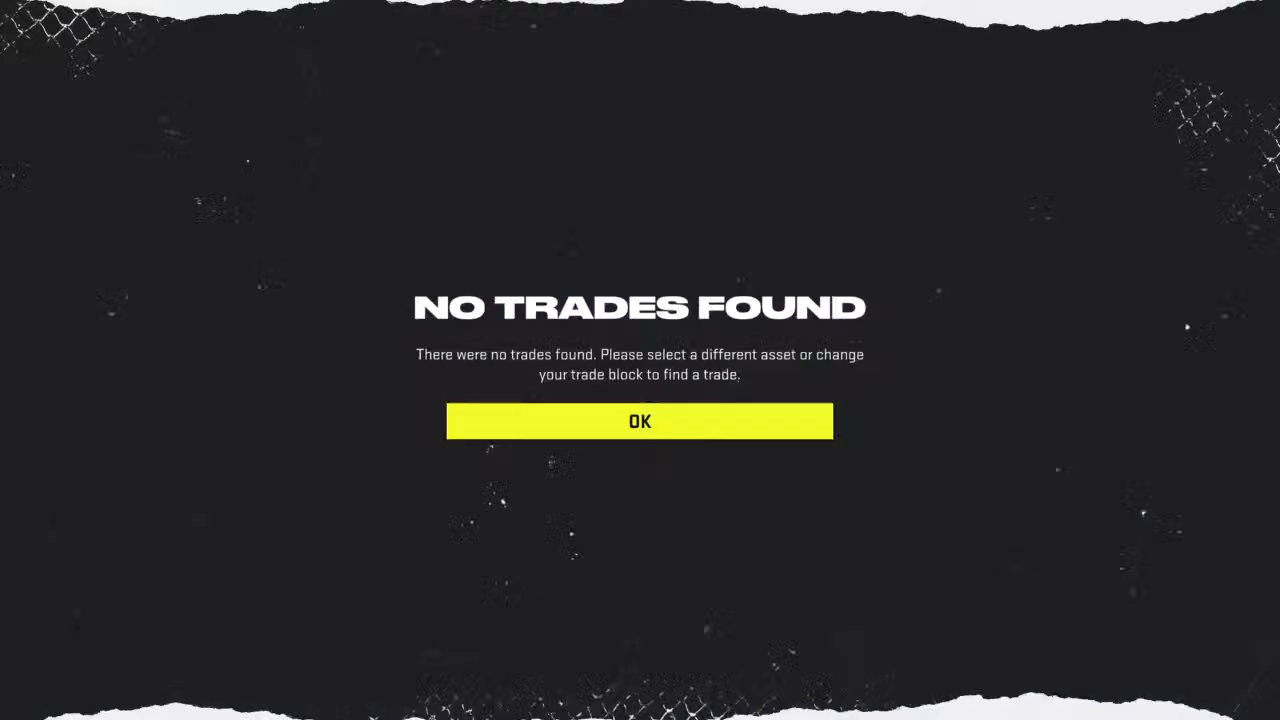 NO TRADES FOUND
There were no trades found. Please select a different asset or change
your trade block to find a trade.
OK